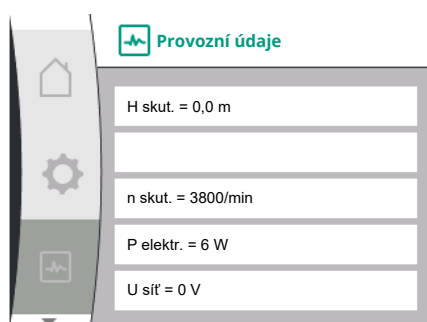 Provozní údaje
H skut. = 0,0 m
n skut. = 3800/min
P elektr. = 6 W
U síť = 0 V